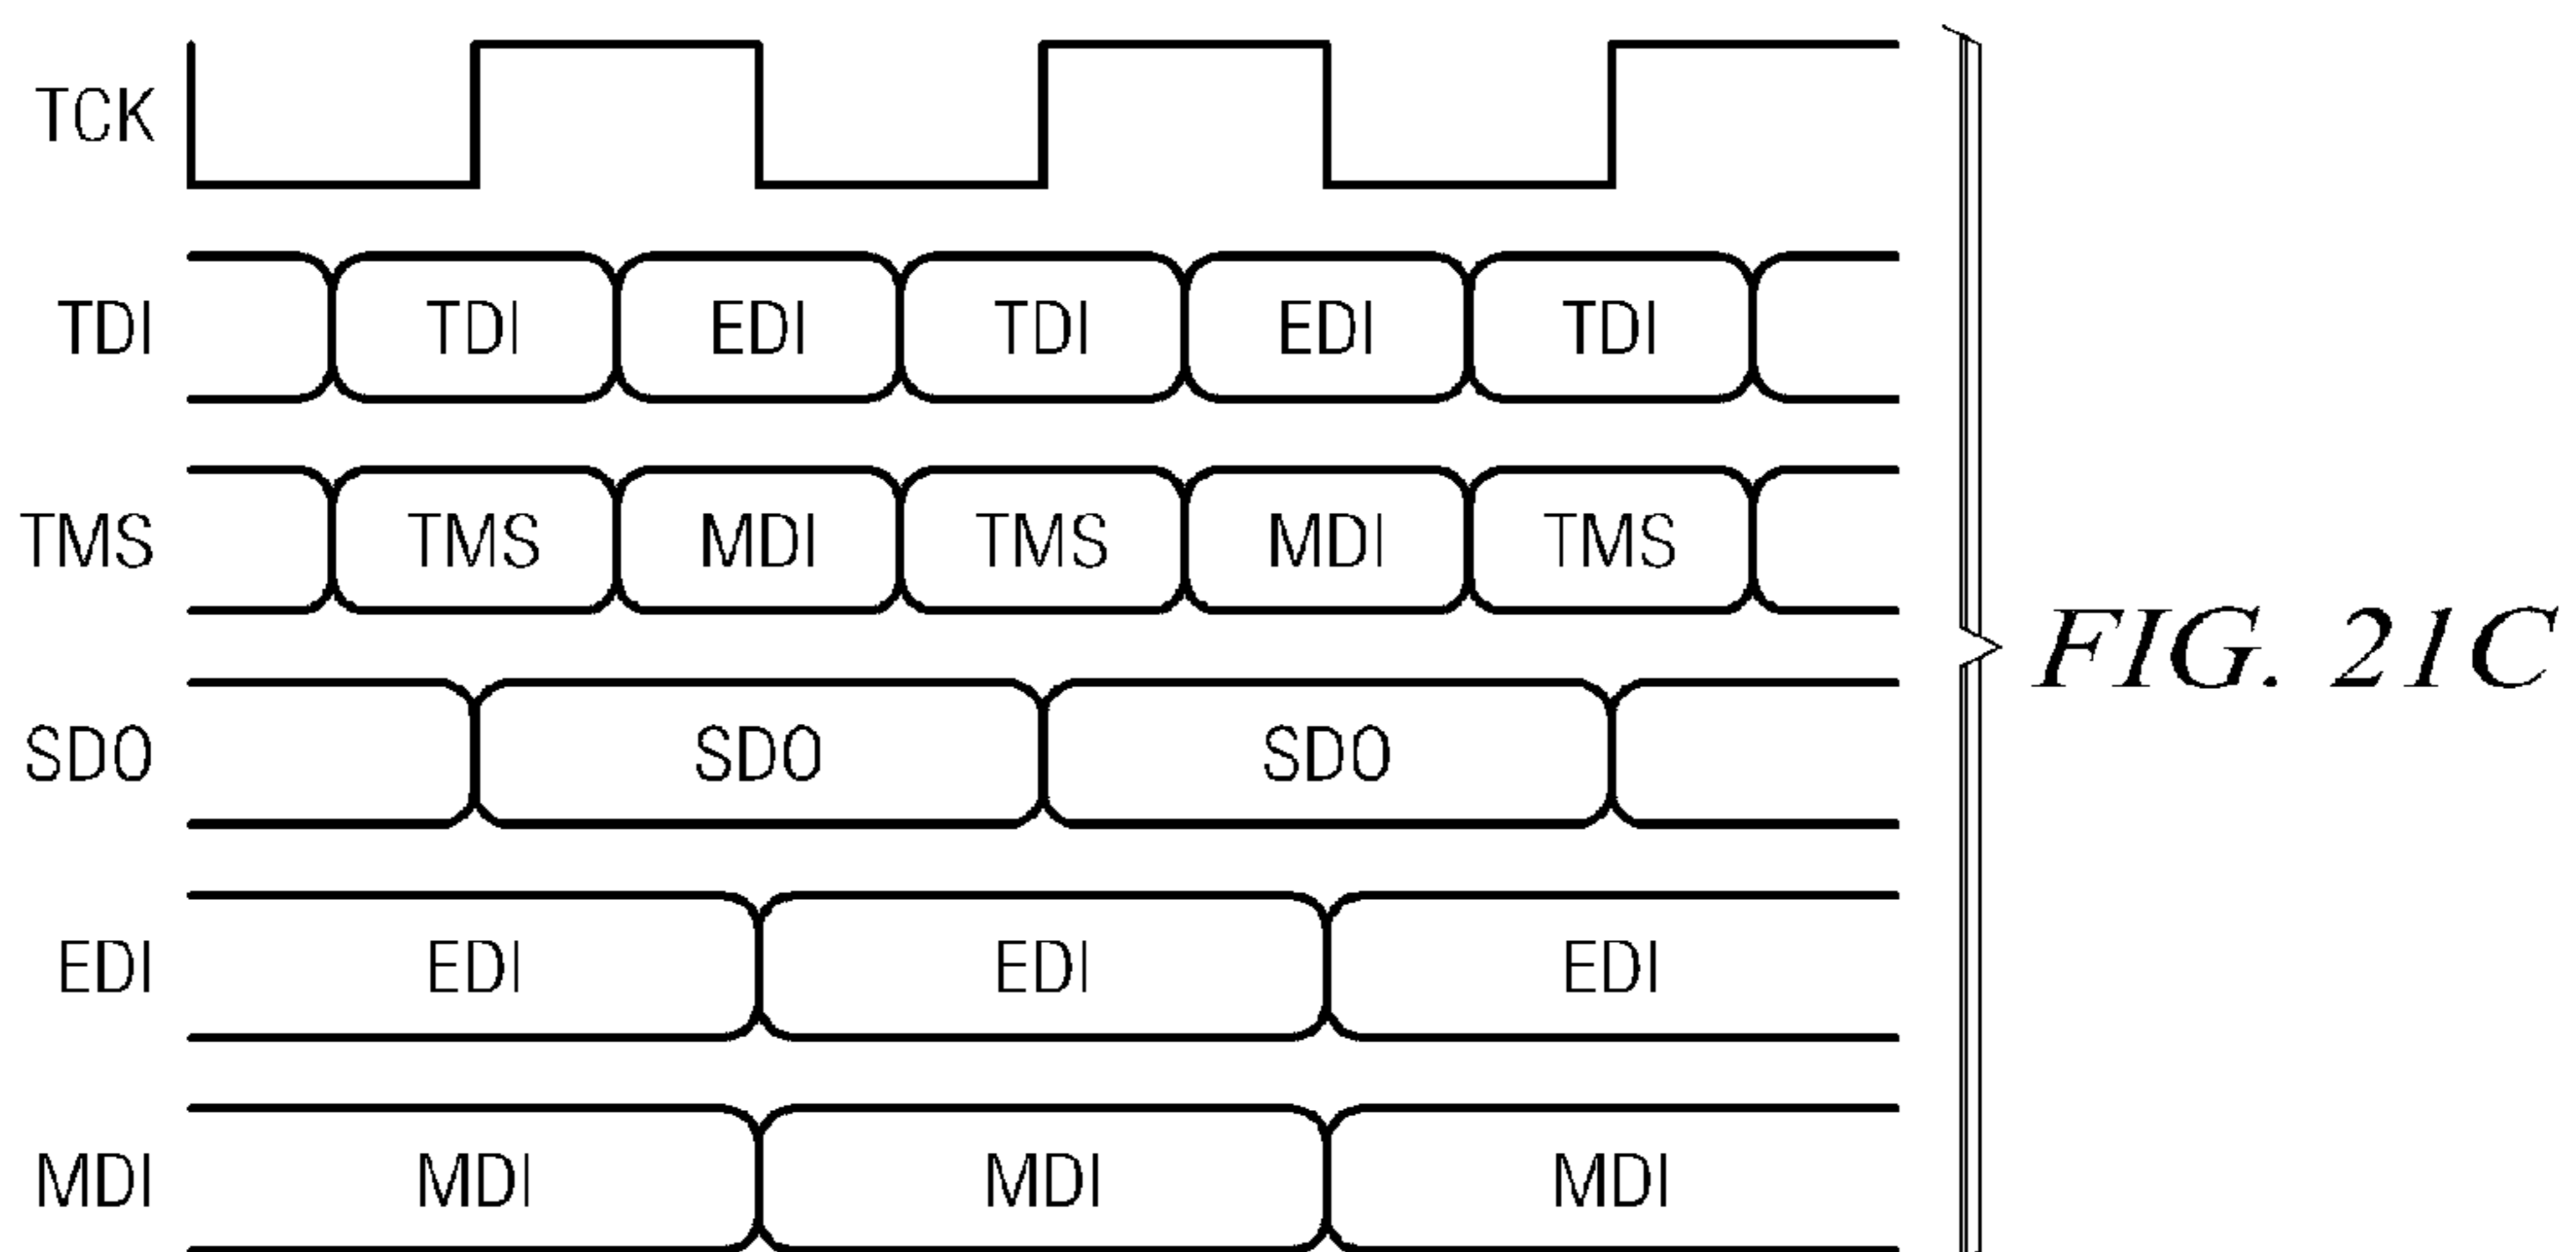 TCK
TDI TDI EDI TDI EDI TDI
TMS TMS MDI TMS MDI TMS
FIG. 21C
SDO SDO SDO
EDI EDI EDI EDI
MDI MDI MDI MDI